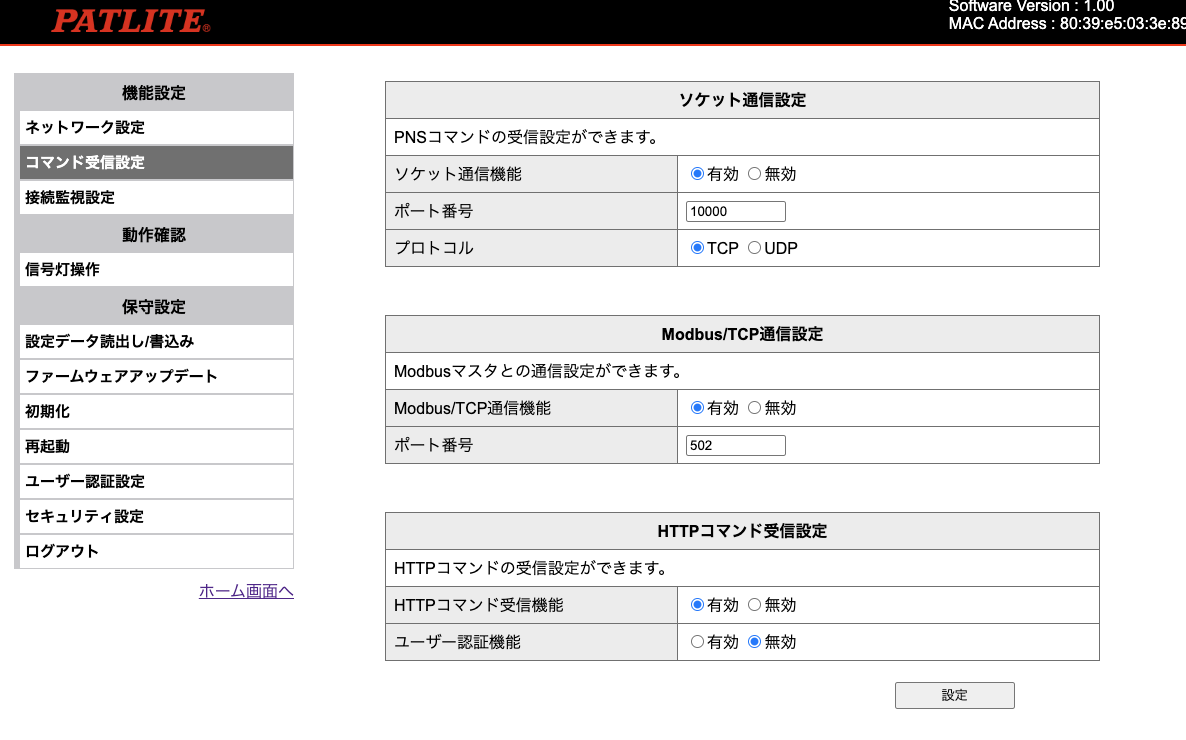 PATLITE®
Software Version : 1.00
MAC Address : 80:39:e5:03:3e:89
機能設定
ネットワーク設定
コマンド受信設定
接続監視設定
動作確認
信号灯操作
保守設定
設定データ読出し/書込み
ファームウェアアップデート
初期化
再起動
ユーザー認証設定
セキュリティ設定
ログアウト
ホーム画面へ
ソケット通信設定
PNSコマンドの受信設定ができます。
ソケット通信機能 有効 無効
ポート番号 10000
プロトコル TCP UDP
Modbus/TCP通信設定
Modbusマスタとの通信設定ができます。
Modbus/TCP通信機能 有効 無効
ポート番号 502
HTTPコマンド受信設定
HTTPコマンドの受信設定ができます。
HTTPコマンド受信機能 有効 無効
ユーザー認証機能 有効 無効
設定